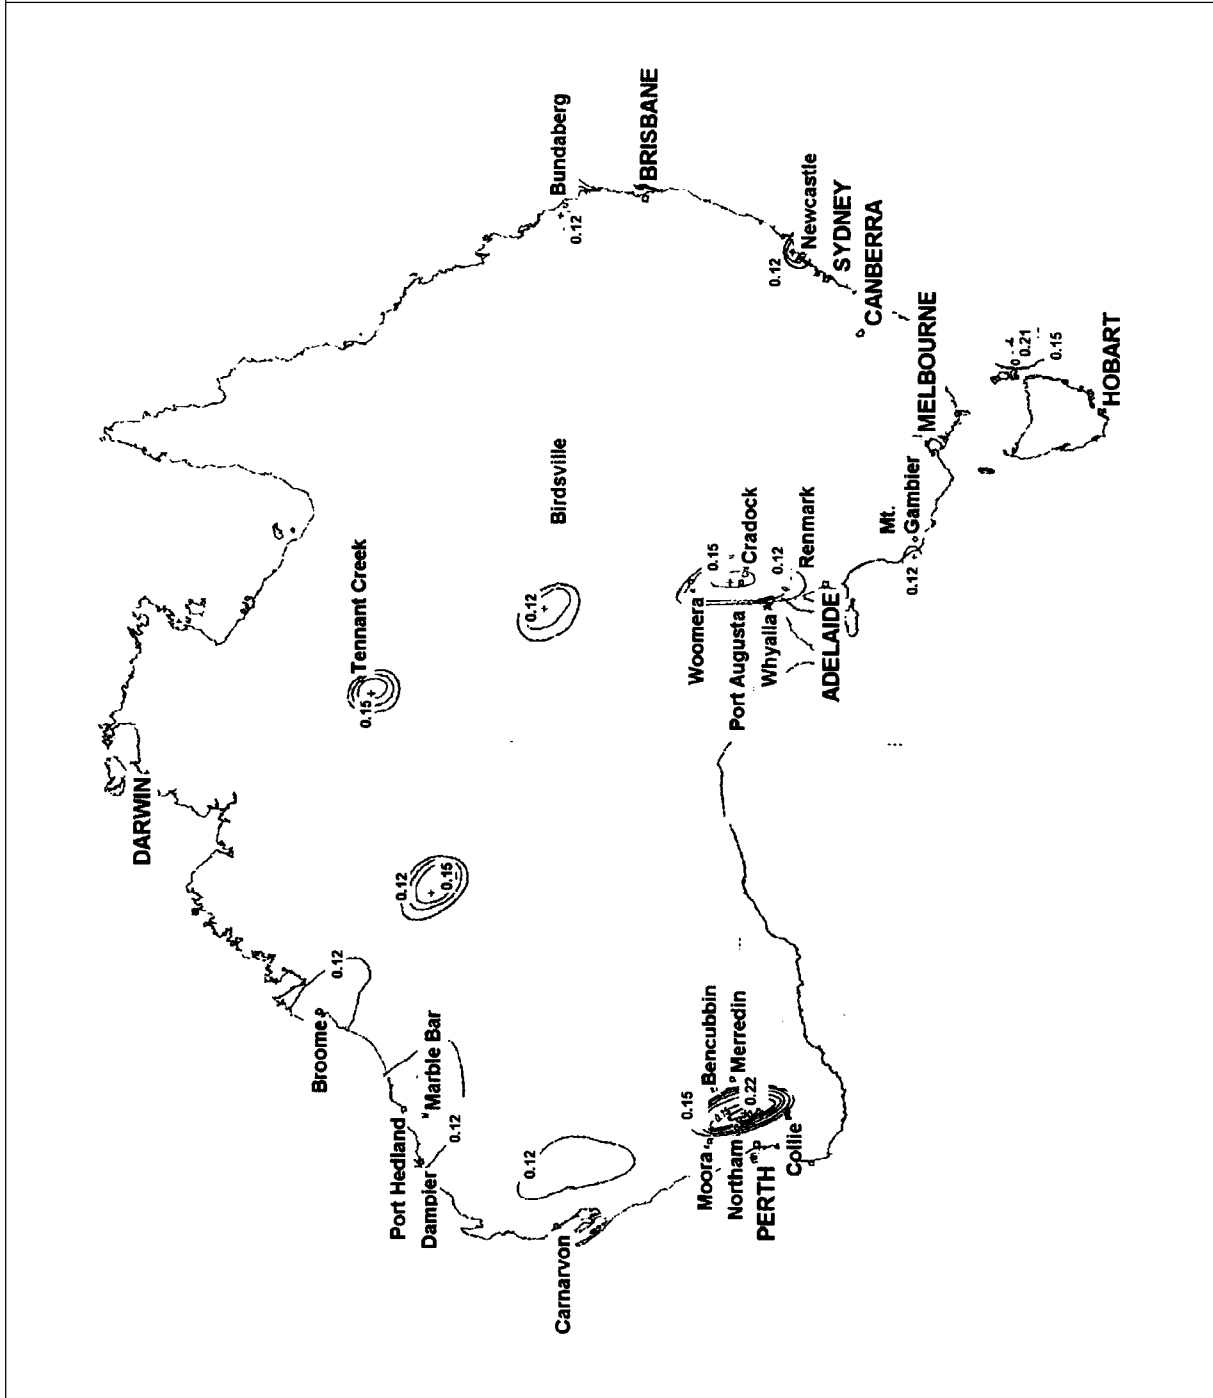 DARWIN
Tennant Creek
0.15
0.12
0.15
Broome
0.12
Port Hedland
Marble Bar
Dampier
0.12
Carnarvon
0.12
Birdsville
0.12
Bundaberg
0.12
BRISBANE
Newcastle
0.12
SYDNEY
CANBERRA
MELBOURNE
Mt.
Gambier
0.12
Woomera
0.15
Cradock
Port Augusta
Whyalla
0.12
Renmark
ADELAIDE
Moora
0.15
Bencubbin
Northam
0.22
Merredin
PERTH
Collie
0.21
0.15
HOBART